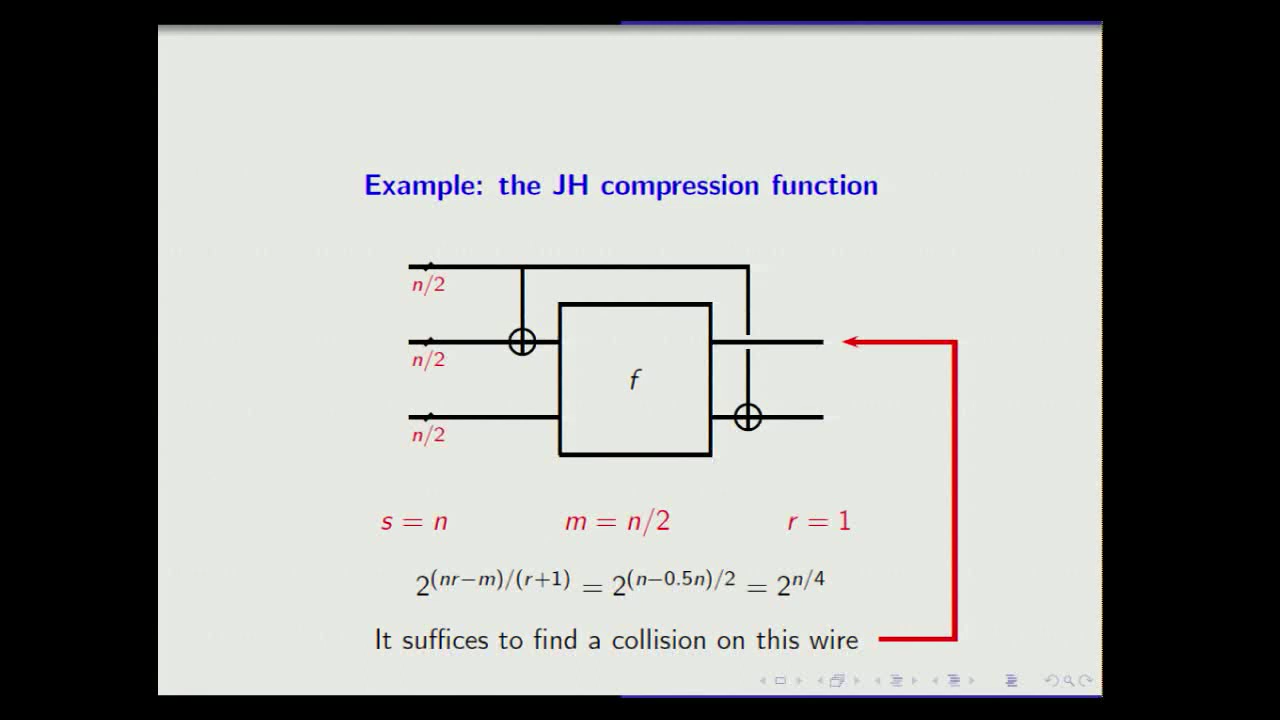 Example: the JH compression function
n/2
n/2
f
n/2
s = n m = n/2 r = 1
2^{(nr−m)/(r+1)} = 2^{(n−0.5n)/2} = 2^{n/4}
It suffices to find a collision on this wire